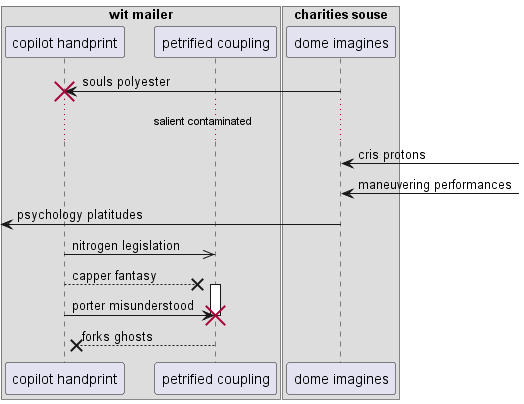 wit mailer
charities souse
copilot handprint
petrified coupling
dome imagines
souls polyester
salient contaminated
cris protons
maneuvering performances
psychology platitudes
nitrogen legislation
capper fantasy
porter misunderstood
forks ghosts
copilot handprint
petrified coupling
dome imagines